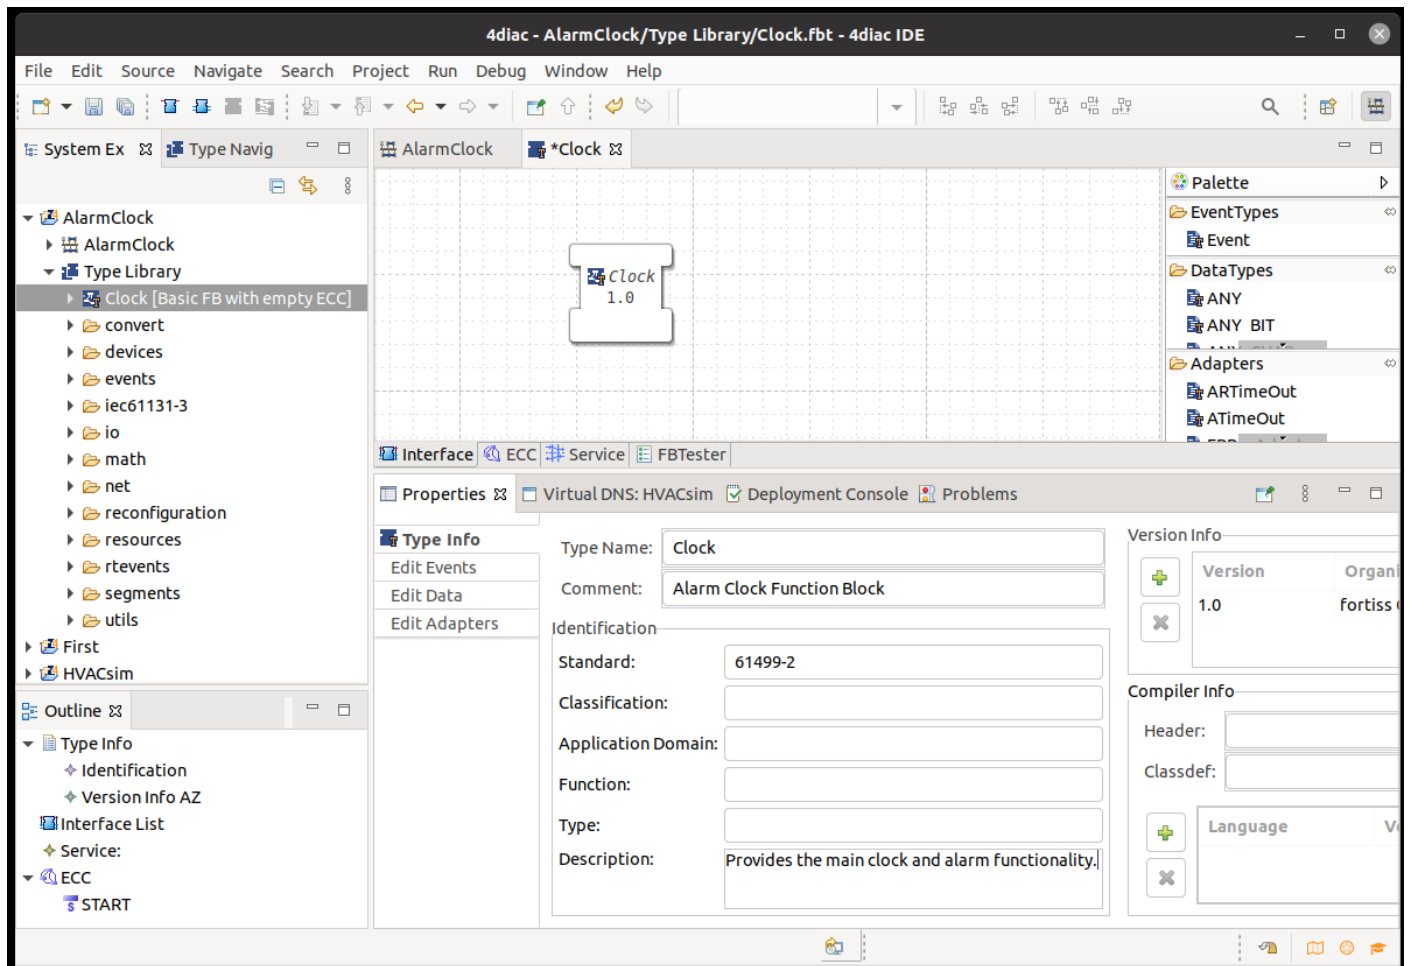 4diac - AlarmClock/Type Library/Clock.fbt - 4diac IDE
File Edit Source Navigate Search Project Run Debug Window Help
System Ex
Type Navig
AlarmClock
AlarmClock
Type Library
Clock [Basic FB with empty ECC]
convert
devices
events
iec61131-3
io
math
net
reconfiguration
resources
rtevents
segments
utils
First
HVACsim
Outline
Type Info
Identification
Version Info AZ
Interface List
Service:
ECC
START
AlarmClock
*Clock
Clock
1.0
Palette
EventTypes
Event
DataTypes
ANY
ANY BIT
Adapters
ARTimeOut
ATimeOut
Interface ECC Service FBTester
Properties Virtual DNS: HVACsim Deployment Console Problems
Type Info
Edit Events
Edit Data
Edit Adapters
Type Name: Clock
Comment: Alarm Clock Function Block
Identification
Standard: 61499-2
Classification:
Application Domain:
Function:
Type:
Description: Provides the main clock and alarm functionality.
Version Info
Version Organi
1.0 fortiss
Compiler Info
Header:
Classdef:
Language